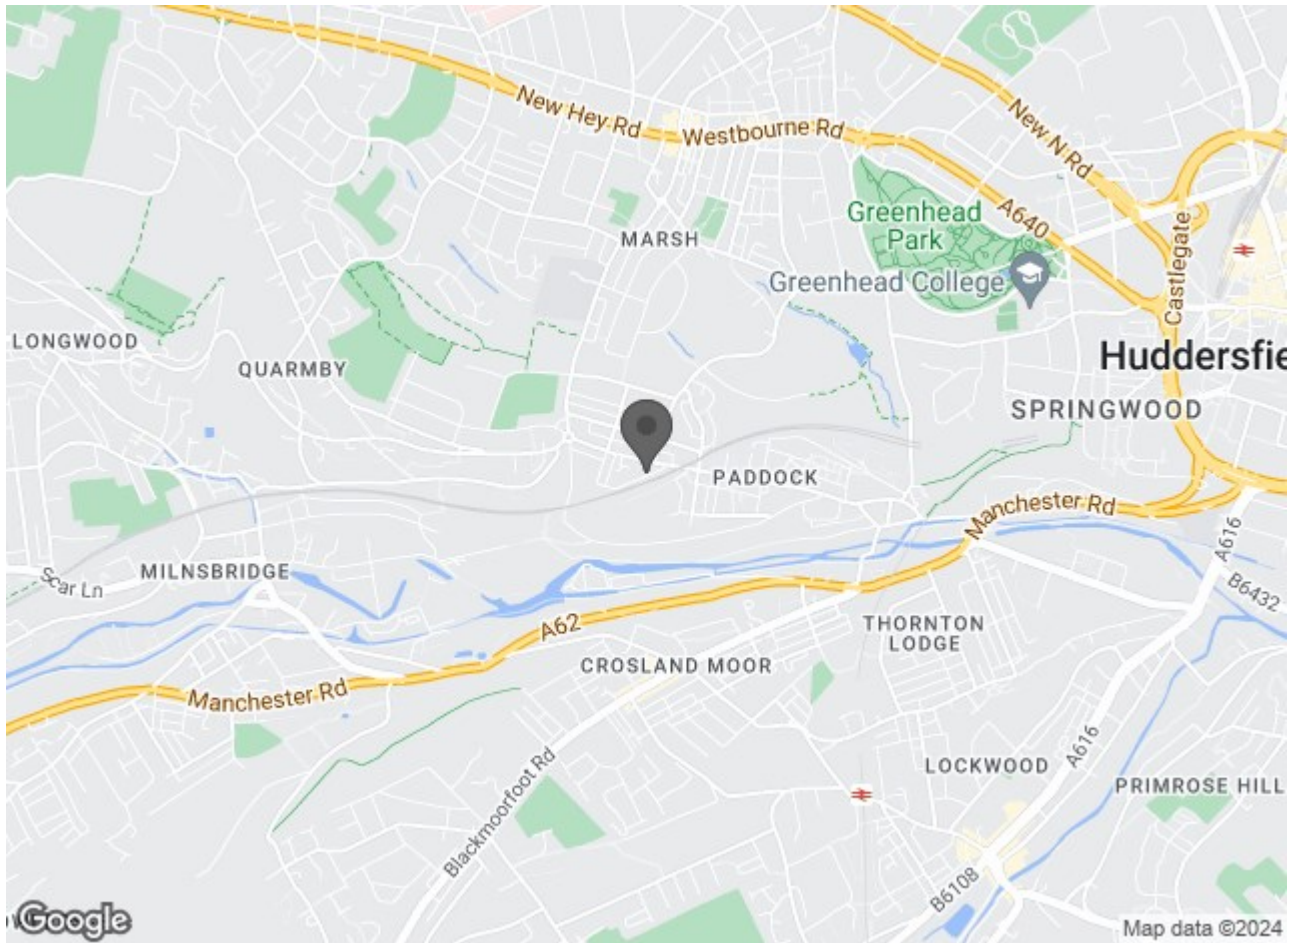 New Hey Rd
Westbourne Rd
New N Rd
A640
Greenhead
Park
Castlegate
MARSH
Greenhead College
LONGWOOD
QUARMBY
Huddersfie
SPRINGWOOD
PADDOCK
Manchester Rd
A616
B6432
Scar Ln
MILNSBRIDGE
A62
THORNTON
LODGE
CROSLAND MOOR
Manchester Rd
A616
LOCKWOOD
PRIMROSE HILL
Blackmoorfoot Rd
B6108
Google
Map data ©2024